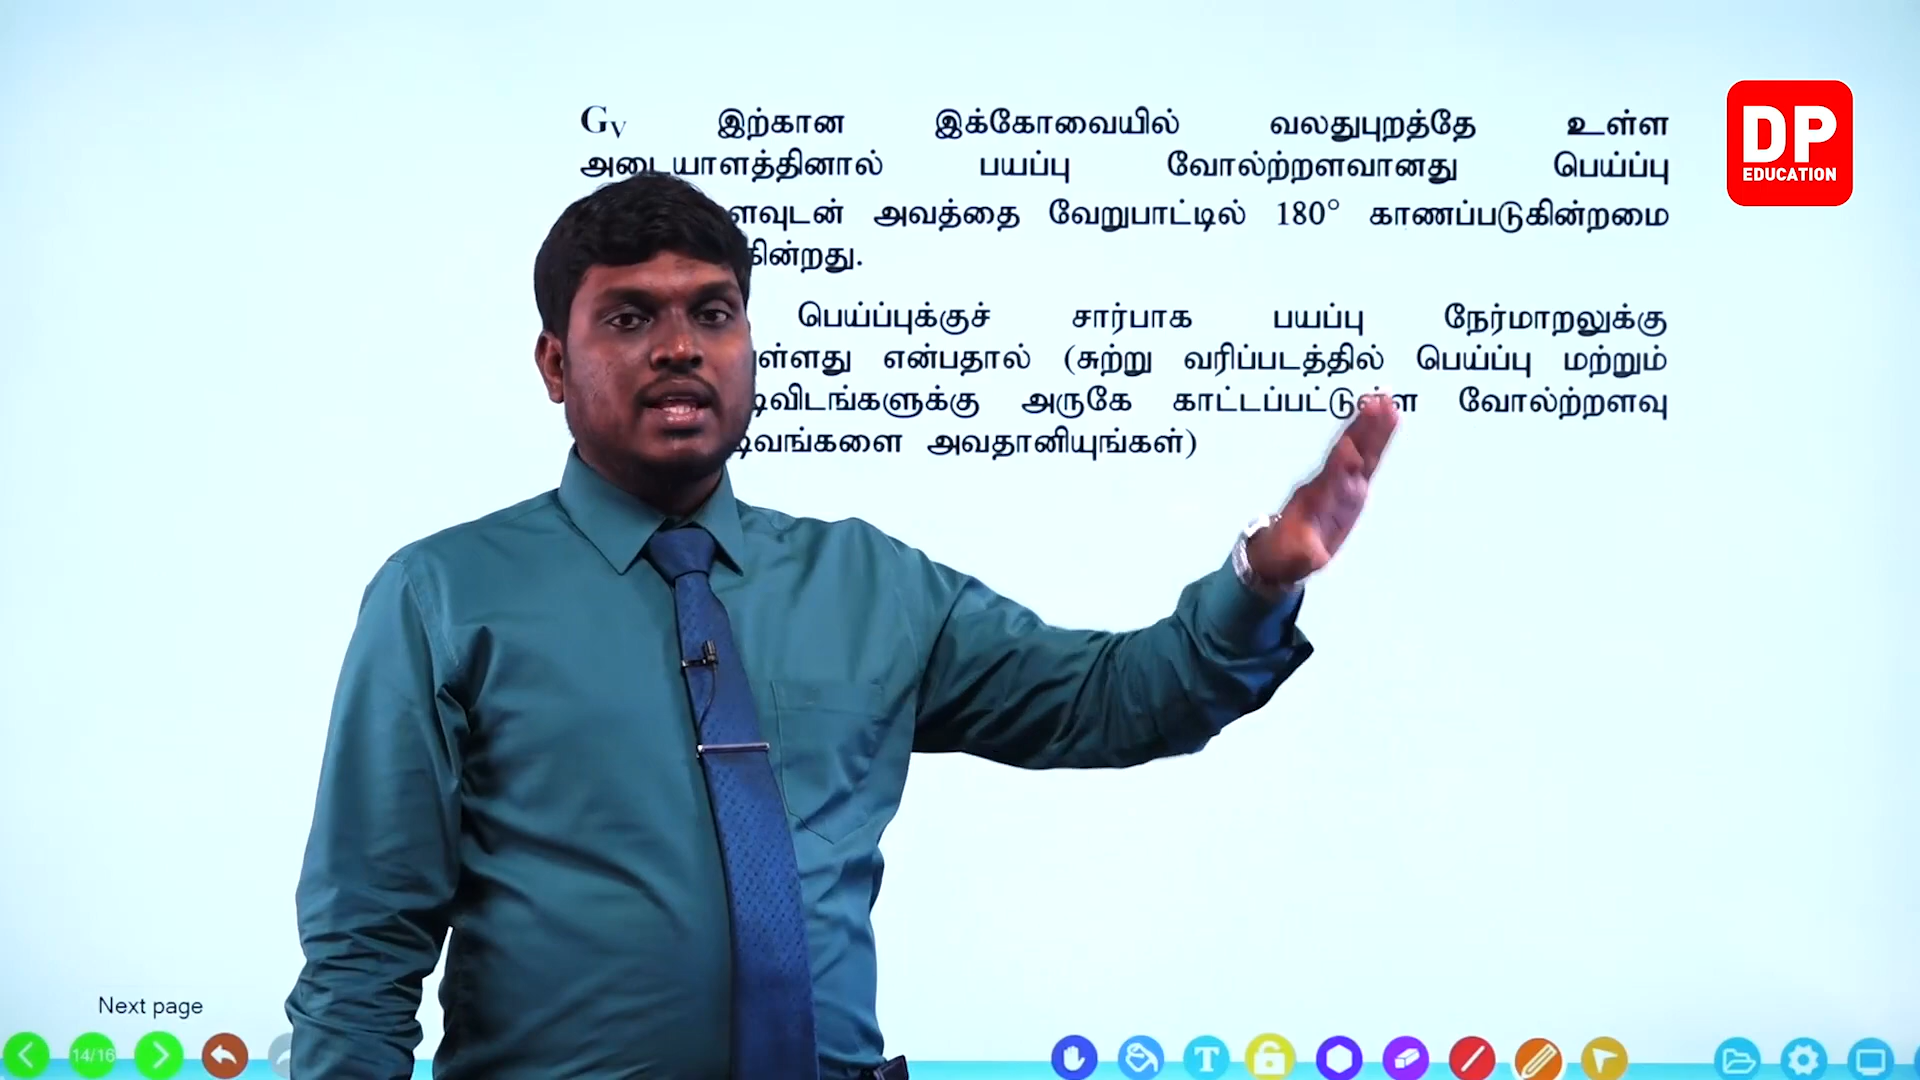 G_V இற்கான இக்கோவையில் வலதுபுறத்தே உள்ள
அடையாளத்தினால் பயப்பு வோல்ற்றளவானது பெய்ப்பு
ளவுடன் அவத்தை வேறுபாட்டில் 180° காணப்படுகின்றமை
கின்றது.
பெய்ப்புக்குச் சார்பாக பயப்பு நேர்மாறலுக்கு
ள்ளது என்பதால் (சுற்று வரிப்படத்தில் பெய்ப்பு மற்றும்
டிவிடங்களுக்கு அருகே காட்டப்பட்டுள்ள வோல்ற்றளவு
டிவங்களை அவதானியுங்கள்)
DP
EDUCATION
Next page
14/16
T